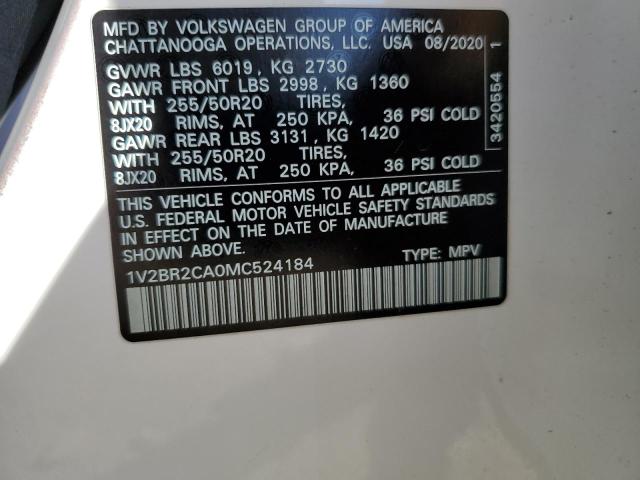 MFD BY VOLKSWAGEN GROUP OF AMERICA
CHATTANOOGA OPERATIONS, LLC. USA 08/2020
GVWR LBS 6019, KG 2730
GAWR FRONT LBS 2998, KG 1360
WITH 255/50R20 TIRES,
8JX20 RIMS, AT 250 KPA, 36 PSI COLD
GAWR REAR LBS 3131, KG 1420
WITH 255/50R20 TIRES,
8JX20 RIMS, AT 250 KPA, 36 PSI COLD
THIS VEHICLE CONFORMS TO ALL APPLICABLE
U.S. FEDERAL MOTOR VEHICLE SAFETY STANDARDS
IN EFFECT ON THE DATE OF MANUFACTURE
SHOWN ABOVE.
1V2BR2CA0MC524184 TYPE: MPV
3420554 1